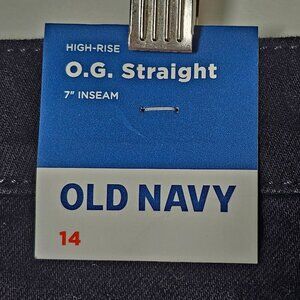 HIGH-RISE
O.G. Straight
7" INSEAM
OLD NAVY
14